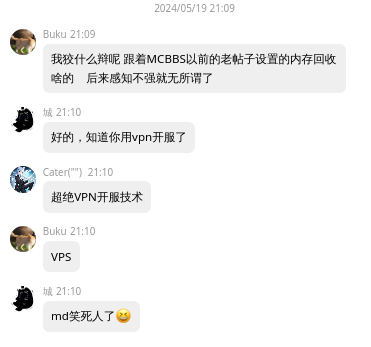 2024/05/19 21:09
Buku 21:09
我狡什么辩呢 跟着MCBBS以前的老帖子设置的内存回收
啥的 后来感知不强就无所谓了
城 21:10
好的，知道你用vpn开服了
Cater("") 21:10
超绝VPN开服技术
Buku 21:10
VPS
城 21:10
md笑死人了😆